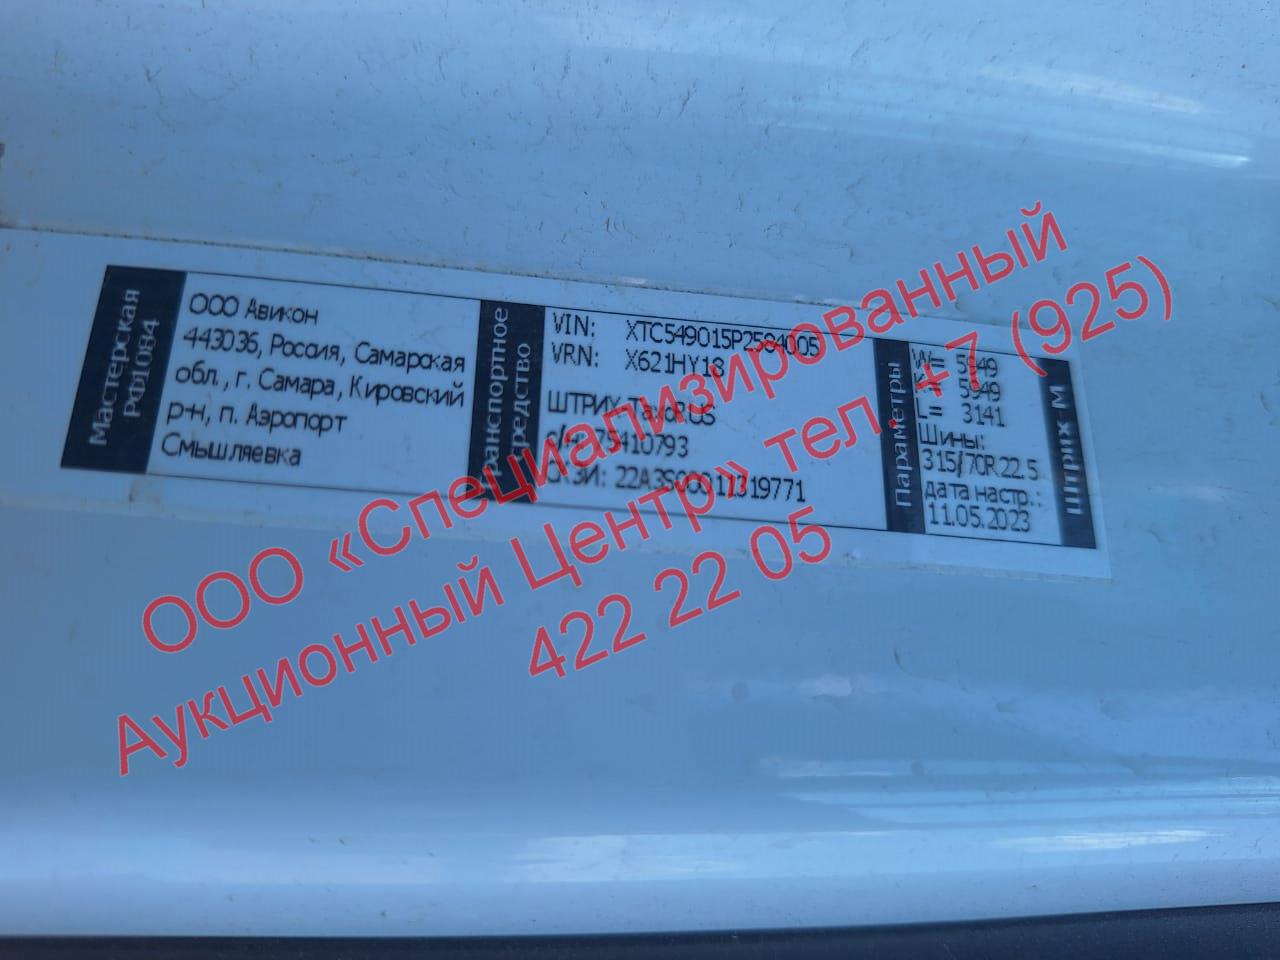 Мастерская
РФ1084
ООО Авикон
443036, Россия, Самарская
обл., г. Самара, Кировский
р-н, п. Аэропорт
Смышляевка
Транспортное
средство
VIN: XTC549015P2584005
VRN: X621HY18
ШТРИХ-ТахоRUS
с/н: 75410793
СКЗИ: 22A3S00011319771
Параметры
W= 5949
K= 5949
L= 3141
Шины:
315/70R22.5
дата настр.:
11.05.2023
Штрих М
ООО «Специализированный
Аукционный Центр» тел. +7 (925)
422 22 05